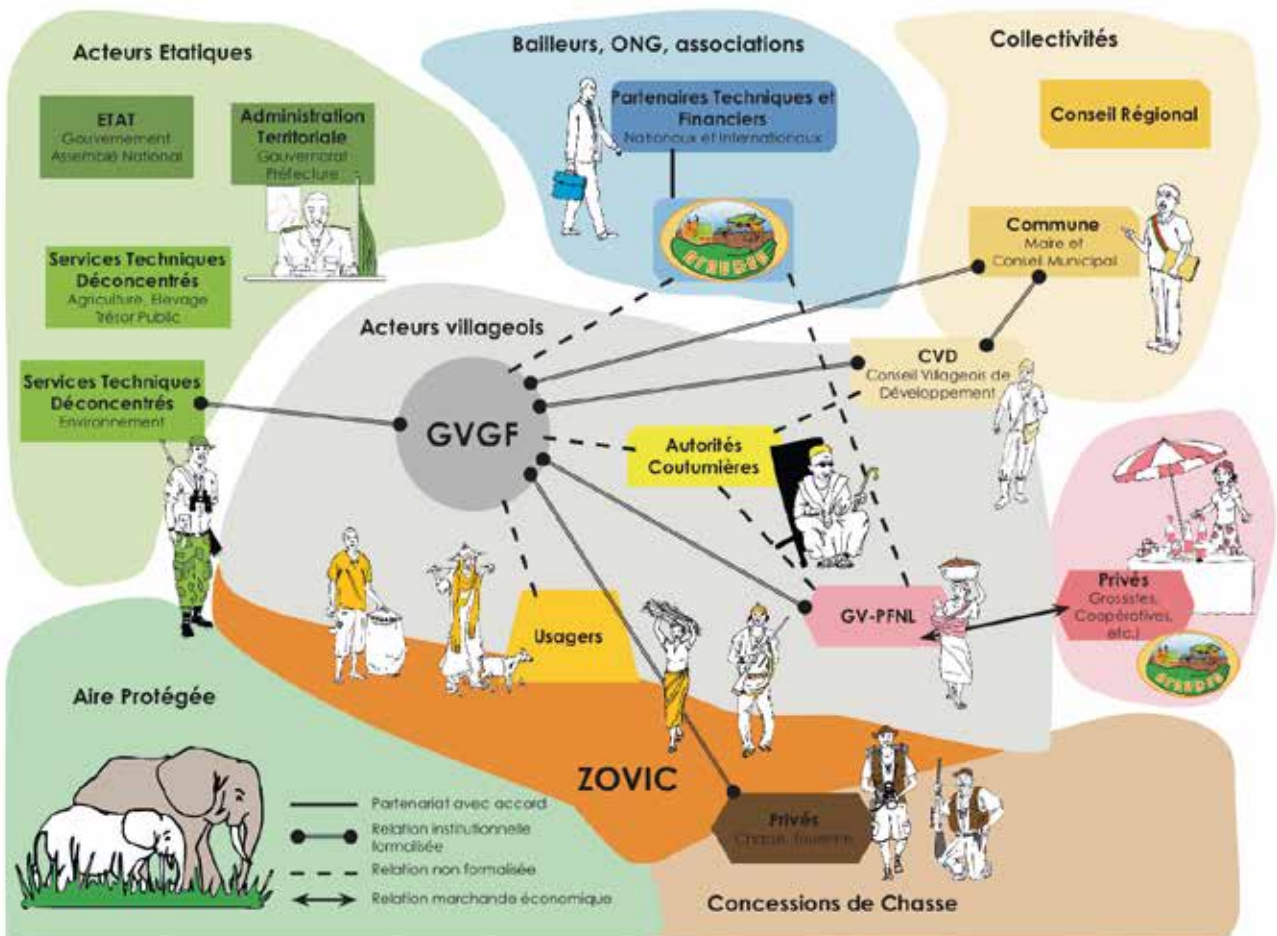 Acteurs Etatiques
ETAT
Gouvernement
Assemblé National
Administration
Territoriale
Gouvernorat
Préfecture
Services Techniques
Déconcentrés
Agriculture, Elevage
Trésor Public
Services Techniques
Déconcentrés
Environnement
Bailleurs, ONG, associations
Partenaires Techniques et
Financiers
Nationaux et Internationaux
Collectivités
Conseil Régional
Commune
Maire et
Conseil Municipal
Acteurs villageois
GVGF
CVD
Conseil Villageois de
Développement
Autorités
Coutumières
Usagers
GV-PFNL
Privés
Grossistes,
Coopératives,
etc.)
Aire Protégée
ZOVIC
Partenariat avec accord
Relation institutionnelle
formalisée
Relation non formalisée
Relation marchande économique
Privés
Chasse, Tourisme
Concessions de Chasse